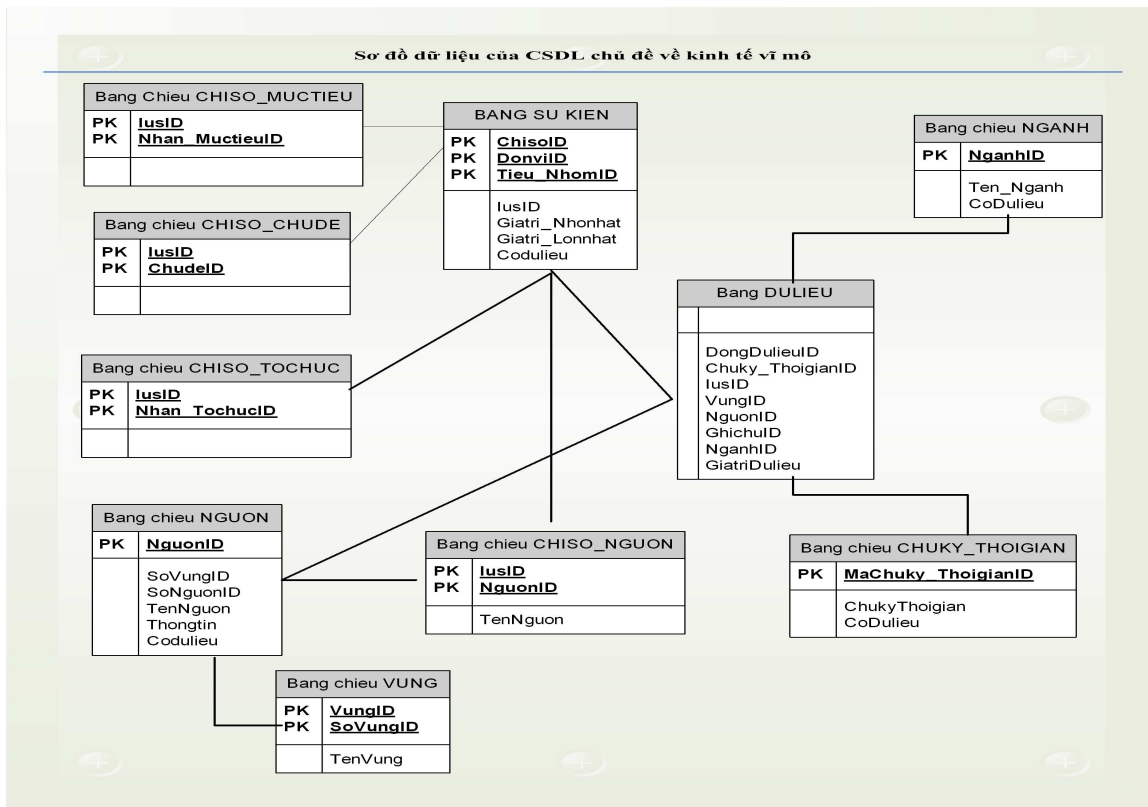 Sơ đồ dữ liệu của CSDL chủ đề về kinh tế vĩ mô
Bang Chieu CHISO_MUCTIEU
PK IusID
PK Nhan_MuctieuID
BANG SU KIEN
PK ChisoID
PK DonviID
PK Tieu_NhomID
IusID
Giatri_Nhonhat
Giatri_Lonnhat
Codulieu
Bang chieu NGANH
PK NganhID
Ten_Nganh
CoDulieu
Bang chieu CHISO_CHUDE
PK IusID
PK ChudeID
Bang DULIEU
DongDulieuID
Chuky_ThoigianID
IusID
VungID
NguonID
GhichuID
NganhID
GiatriDulieu
Bang chieu CHISO_TOCHUC
PK IusID
PK Nhan_TochucID
Bang chieu NGUON
PK NguonID
SoVungID
SoNguonID
TenNguon
Thongtin
Codulieu
Bang chieu CHISO_NGUON
PK IusID
PK NguonID
TenNguon
Bang chieu CHUKY_THOIGIAN
PK MaChuky_ThoigianID
ChukyThoigian
CoDulieu
Bang chieu VUNG
PK VungID
PK SoVungID
TenVung